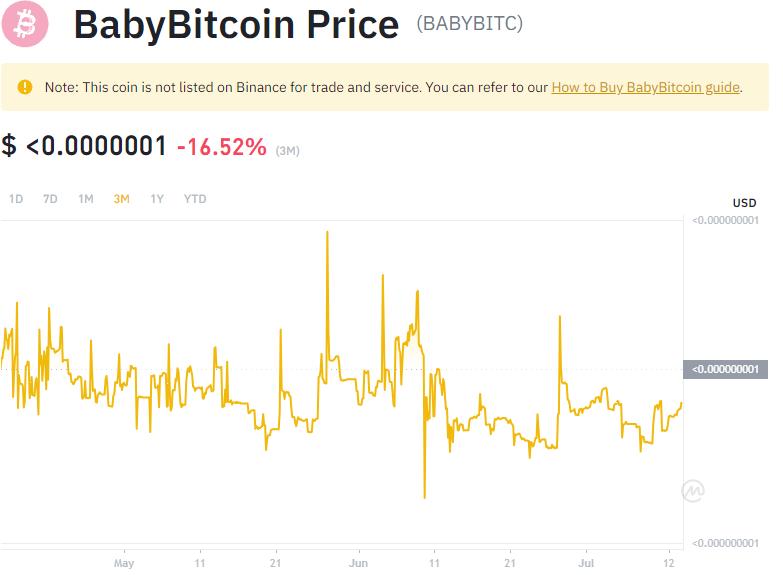 BabyBitcoin Price (BABYBITC)
Note: This coin is not listed on Binance for trade and service. You can refer to our How to Buy BabyBitcoin guide.
$ <0.0000001 -16.52% (3M)
1D 7D 1M 3M 1Y YTD
USD
<0.000000001
<0.000000001
<0.000000001
May 11 21 Jun 11 21 Jul 12